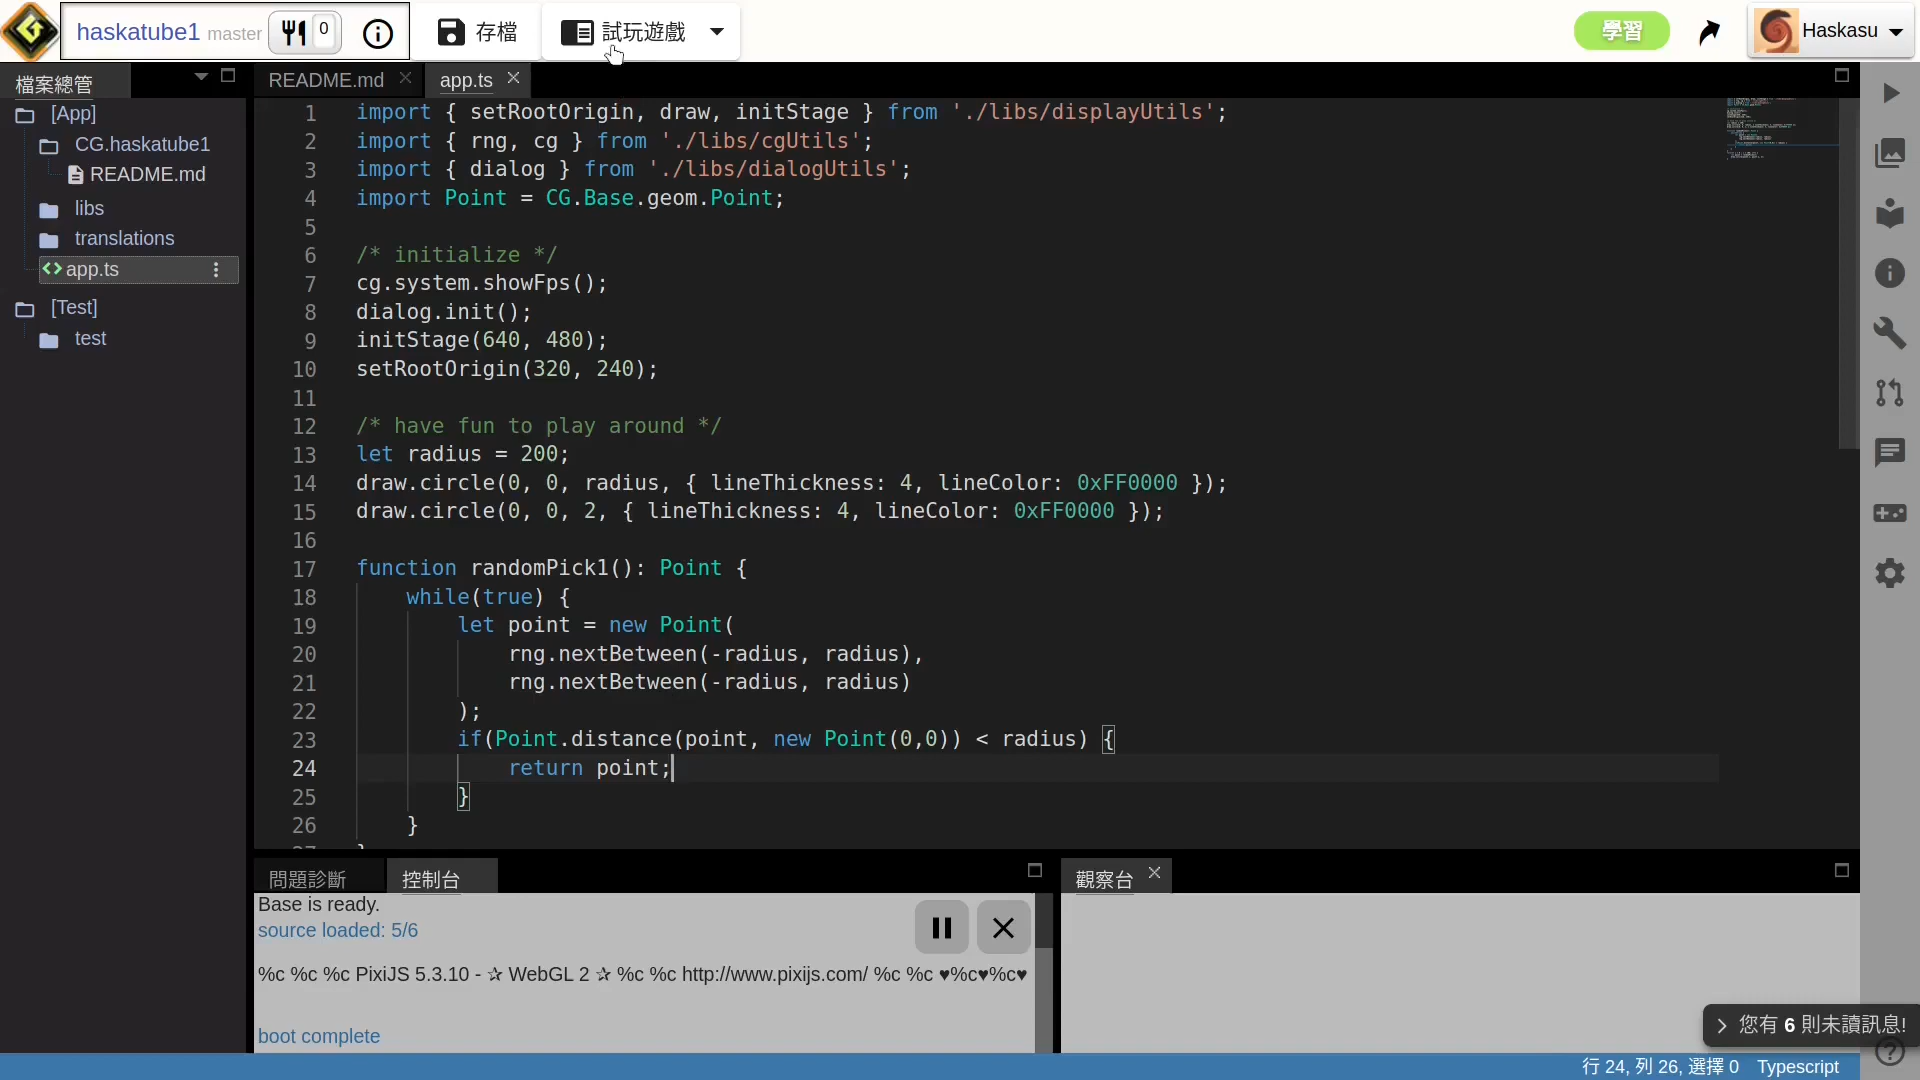 haskatube1 master 0 存檔 試玩遊戲 學習 Haskasu
檔案總管
[App]
CG.haskatube1
README.md
libs
translations
app.ts
[Test]
test
README.md app.ts
1 import { setRootOrigin, draw, initStage } from './libs/displayUtils';
2 import { rng, cg } from './libs/cgUtils';
3 import { dialog } from './libs/dialogUtils';
4 import Point = CG.Base.geom.Point;
5
6 /* initialize */
7 cg.system.showFps();
8 dialog.init();
9 initStage(640, 480);
10 setRootOrigin(320, 240);
11
12 /* have fun to play around */
13 let radius = 200;
14 draw.circle(0, 0, radius, { lineThickness: 4, lineColor: 0xFF0000 });
15 draw.circle(0, 0, 2, { lineThickness: 4, lineColor: 0xFF0000 });
16
17 function randomPick1(): Point {
18 while(true) {
19 let point = new Point(
20 rng.nextBetween(-radius, radius),
21 rng.nextBetween(-radius, radius)
22 );
23 if(Point.distance(point, new Point(0,0)) < radius) {
24 return point;
25 }
26 }
問題診斷 控制台
Base is ready.
source loaded: 5/6
%c %c %c PixiJS 5.3.10 - ✰ WebGL 2 ✰ %c %c http://www.pixijs.com/ %c %c ♥%c♥%c♥
boot complete
觀察台
您有 6 則未讀訊息!
行 24, 列 26, 選擇 0 Typescript